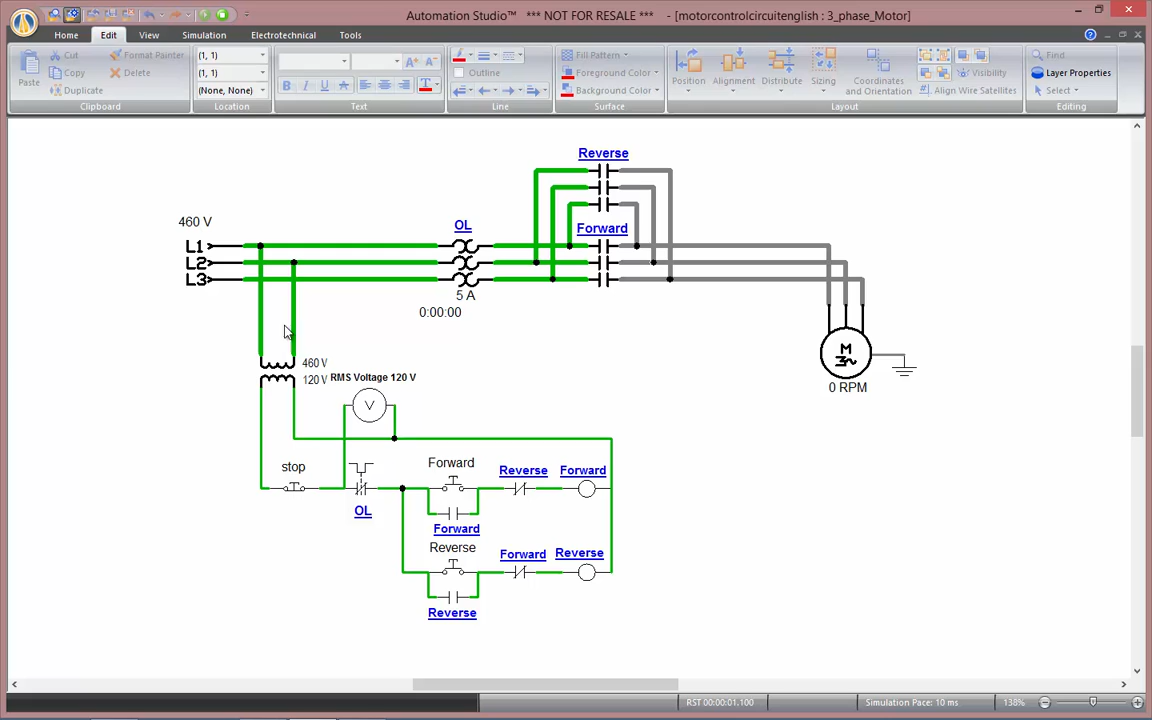 Automation Studio™ *** NOT FOR RESALE *** - [motorcontrolcircuitenglish : 3_phase_Motor]
Home Edit View Simulation Electrotechnical Tools
Paste Cut Copy Duplicate Format Painter Delete
(1, 1)
(1, 1)
(None, None)
B I U A A A T
Outline
Fill Pattern
Foreground Color
Background Color
Position Alignment Distribute Sizing Coordinates and Orientation
Visibility
Align Wire Satellites
Find
Layer Properties
Select
Clipboard Location Text Line Surface Layout Editing
Reverse
460 V
OL
Forward
L1
L2
L3
5 A
0:00:00
M
3~
0 RPM
460 V
120 V
RMS Voltage 120 V
V
stop
OL
Forward
Reverse
Forward
Forward
Reverse
Forward
Reverse
Reverse
RST 00:00:01.100
Simulation Pace: 10 ms
138%